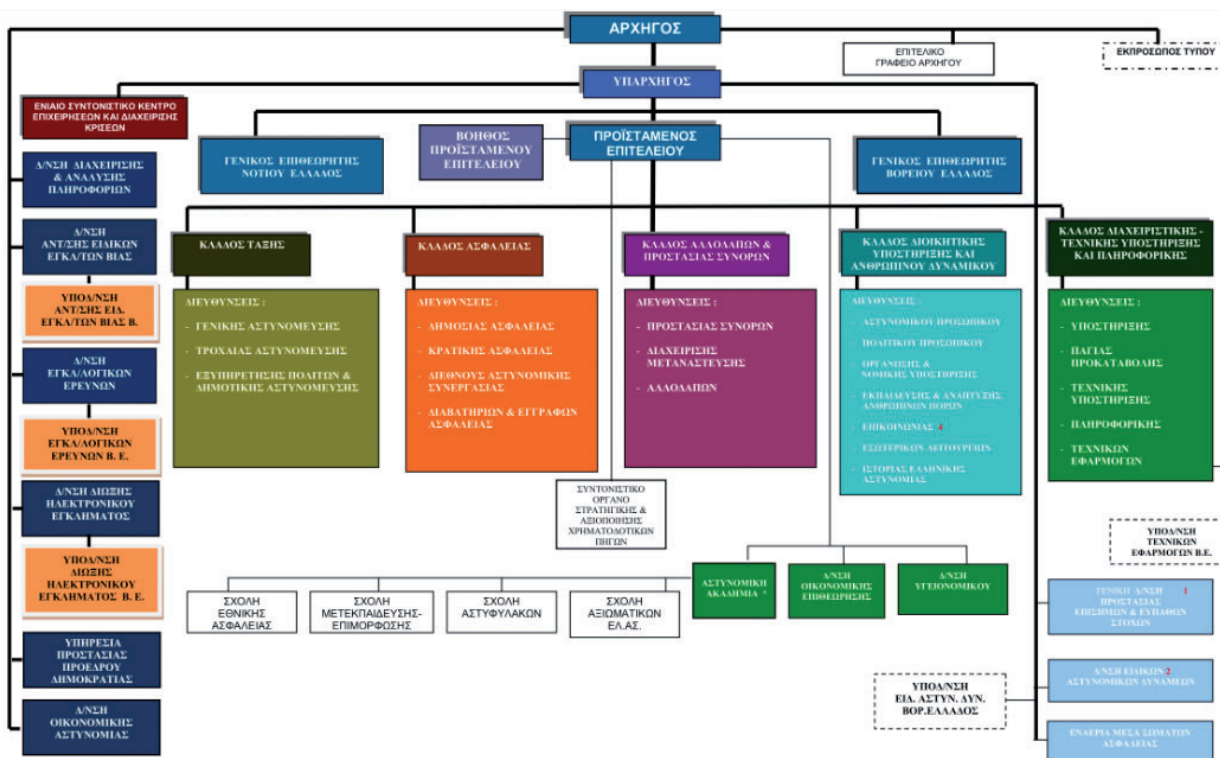 ΑΡΧΗΓΟΣ
ΕΠΙΤΕΛΙΚΟ
ΓΡΑΦΕΙΟ ΑΡΧΗΓΟΥ
ΕΚΠΡΟΣΩΠΟΣ ΤΥΠΟΥ
ΥΠΑΡΧΗΓΟΣ
ΕΝΙΑΙΟ ΣΥΝΤΟΝΙΣΤΙΚΟ ΚΕΝΤΡΟ
ΕΠΙΧΕΙΡΗΣΕΩΝ ΚΑΙ ΔΙΑΧΕΙΡΙΣΗΣ
ΚΡΙΣΕΩΝ
ΓΕΝΙΚΟΣ ΕΠΙΘΕΩΡΗΤΗΣ
ΝΟΤΙΟΥ ΕΛΛΑΔΟΣ
ΒΟΗΘΟΣ
ΠΡΟΪΣΤΑΜΕΝΟΥ
ΕΠΙΤΕΛΕΙΟΥ
ΠΡΟΪΣΤΑΜΕΝΟΣ
ΕΠΙΤΕΛΕΙΟΥ
ΓΕΝΙΚΟΣ ΕΠΙΘΕΩΡΗΤΗΣ
ΒΟΡΕΙΟΥ ΕΛΛΑΔΟΣ
Δ/ΝΣΗ ΔΙΑΧΕΙΡΙΣΗΣ
& ΑΝΑΛΥΣΗΣ
ΠΛΗΡΟΦΟΡΙΩΝ
Δ/ΝΣΗ
ΑΝΤ/ΣΗΣ ΕΙΔΙΚΩΝ
ΕΓΚΛ/ΤΩΝ ΒΙΑΣ
ΥΠΟΔ/ΝΣΗ
ΑΝΤ/ΣΗΣ ΕΙΔ.
ΕΓΚΛ/ΤΩΝ ΒΙΑΣ Β.
Δ/ΝΣΗ
ΕΓΚΛ/ΛΟΓΙΚΩΝ
ΕΡΕΥΝΩΝ
ΥΠΟΔ/ΝΣΗ
ΕΓΚΛ/ΛΟΓΙΚΩΝ
ΕΡΕΥΝΩΝ Β. Ε.
Δ/ΝΣΗ ΔΙΩΞΗΣ
ΗΛΕΚΤΡΟΝΙΚΟΥ
ΕΓΚΛΗΜΑΤΟΣ
ΥΠΟΔ/ΝΣΗ
ΔΙΩΞΗΣ
ΗΛΕΚΤΡΟΝΙΚΟΥ
ΕΓΚΛΗΜΑΤΟΣ Β. Ε.
ΥΠΗΡΕΣΙΑ
ΠΡΟΣΤΑΣΙΑΣ
ΠΡΟΕΔΡΟΥ
ΔΗΜΟΚΡΑΤΙΑΣ
Δ/ΝΣΗ
ΟΙΚΟΝΟΜΙΚΗΣ
ΑΣΤΥΝΟΜΙΑΣ
ΚΛΑΔΟΣ ΤΑΞΗΣ
ΔΙΕΥΘΥΝΣΕΙΣ :
- ΓΕΝΙΚΗΣ ΑΣΤΥΝΟΜΕΥΣΗΣ
- ΤΡΟΧΑΙΑΣ ΑΣΤΥΝΟΜΕΥΣΗΣ
- ΕΞΥΠΗΡΕΤΗΣΗΣ ΠΟΛΙΤΩΝ &
ΔΗΜΟΤΙΚΗΣ ΑΣΤΥΝΟΜΕΥΣΗΣ
ΚΛΑΔΟΣ ΑΣΦΑΛΕΙΑΣ
ΔΙΕΥΘΥΝΣΕΙΣ :
- ΔΗΜΟΣΙΑΣ ΑΣΦΑΛΕΙΑΣ
- ΚΡΑΤΙΚΗΣ ΑΣΦΑΛΕΙΑΣ
- ΔΙΕΘΝΟΥΣ ΑΣΤΥΝΟΜΙΚΗΣ
ΣΥΝΕΡΓΑΣΙΑΣ
- ΔΙΑΒΑΤΗΡΙΩΝ & ΕΓΓΡΑΦΩΝ
ΑΣΦΑΛΕΙΑΣ
ΚΛΑΔΟΣ ΑΛΛΟΔΑΠΩΝ &
ΠΡΟΣΤΑΣΙΑΣ ΣΥΝΟΡΩΝ
ΔΙΕΥΘΥΝΣΕΙΣ :
- ΠΡΟΣΤΑΣΙΑΣ ΣΥΝΟΡΩΝ
- ΔΙΑΧΕΙΡΙΣΗΣ
ΜΕΤΑΝΑΣΤΕΥΣΗΣ
- ΑΛΛΟΔΑΠΩΝ
ΚΛΑΔΟΣ ΔΙΟΙΚΗΤΙΚΗΣ
ΥΠΟΣΤΗΡΙΞΗΣ ΚΑΙ
ΑΝΘΡΩΠΙΝΟΥ ΔΥΝΑΜΙΚΟΥ
ΔΙΕΥΘΥΝΣΕΙΣ :
- ΑΣΤΥΝΟΜΙΚΟΥ ΠΡΟΣΩΠΙΚΟΥ
- ΠΟΛΙΤΙΚΟΥ ΠΡΟΣΩΠΙΚΟΥ
- ΟΡΓΑΝΩΣΗΣ &
ΝΟΜΙΚΗΣ ΥΠΟΣΤΗΡΙΞΗΣ
- ΕΚΠΑΙΔΕΥΣΗΣ & ΑΝΑΠΤΥΞΗΣ
ΑΝΘΡΩΠΙΝΩΝ ΠΟΡΩΝ
- ΕΠΙΚΟΙΝΩΝΙΑΣ 4
- ΕΣΩΤΕΡΙΚΩΝ ΛΕΙΤΟΥΡΓΙΩΝ
- ΙΣΤΟΡΙΑΣ ΕΛΛΗΝΙΚΗΣ
ΑΣΤΥΝΟΜΙΑΣ
ΚΛΑΔΟΣ ΔΙΑΧΕΙΡΙΣΤΙΚΗΣ -
ΤΕΧΝΙΚΗΣ ΥΠΟΣΤΗΡΙΞΗΣ
ΚΑΙ ΠΛΗΡΟΦΟΡΙΚΗΣ
ΔΙΕΥΘΥΝΣΕΙΣ :
- ΥΠΟΣΤΗΡΙΞΗΣ
- ΠΑΓΙΑΣ
ΠΡΟΚΑΤΑΒΟΛΗΣ
- ΤΕΧΝΙΚΗΣ
ΥΠΟΣΤΗΡΙΞΗΣ
- ΠΛΗΡΟΦΟΡΙΚΗΣ
- ΤΕΧΝΙΚΩΝ
ΕΦΑΡΜΟΓΩΝ
ΣΥΝΤΟΝΙΣΤΙΚΟ
ΟΡΓΑΝΟ
ΣΤΡΑΤΗΓΙΚΗΣ &
ΑΞΙΟΠΟΙΗΣΗΣ
ΧΡΗΜΑΤΟΔΟΤΙΚΩΝ
ΠΗΓΩΝ
ΥΠΟΔ/ΝΣΗ
ΤΕΧΝΙΚΩΝ
ΕΦΑΡΜΟΓΩΝ Β.Ε.
ΑΣΤΥΝΟΜΙΚΗ
ΑΚΑΔΗΜΙΑ
Δ/ΝΣΗ
ΟΙΚΟΝΟΜΙΚΗΣ
ΕΠΙΘΕΩΡΗΣΗΣ
Δ/ΝΣΗ
ΥΓΕΙΟΝΟΜΙΚΟΥ
ΣΧΟΛΗ
ΕΘΝΙΚΗΣ
ΑΣΦΑΛΕΙΑΣ
ΣΧΟΛΗ
ΜΕΤΕΚΠΑΙΔΕΥΣΗΣ-
ΕΠΙΜΟΡΦΩΣΗΣ
ΣΧΟΛΗ
ΑΣΤΥΦΥΛΑΚΩΝ
ΣΧΟΛΗ
ΑΞΙΩΜΑΤΙΚΩΝ
ΕΛ.ΑΣ.
ΓΕΝΙΚΗ Δ/ΝΣΗ 1
ΠΡΟΣΤΑΣΙΑΣ
ΕΠΙΣΗΜΩΝ & ΕΥΠΑΘΩΝ
ΣΤΟΧΩΝ
ΥΠΟΔ/ΝΣΗ
ΕΙΔ. ΑΣΤΥΝ. ΔΥΝ.
ΒΟΡ.ΕΛΛΑΔΟΣ
Δ/ΝΣΗ ΕΙΔΙΚΩΝ 2
ΑΣΤΥΝΟΜΙΚΩΝ ΔΥΝΑΜΕΩΝ
ΕΝΑΕΡΙΑ ΜΕΣΑ ΣΩΜΑΤΩΝ
ΑΣΦΑΛΕΙΑΣ